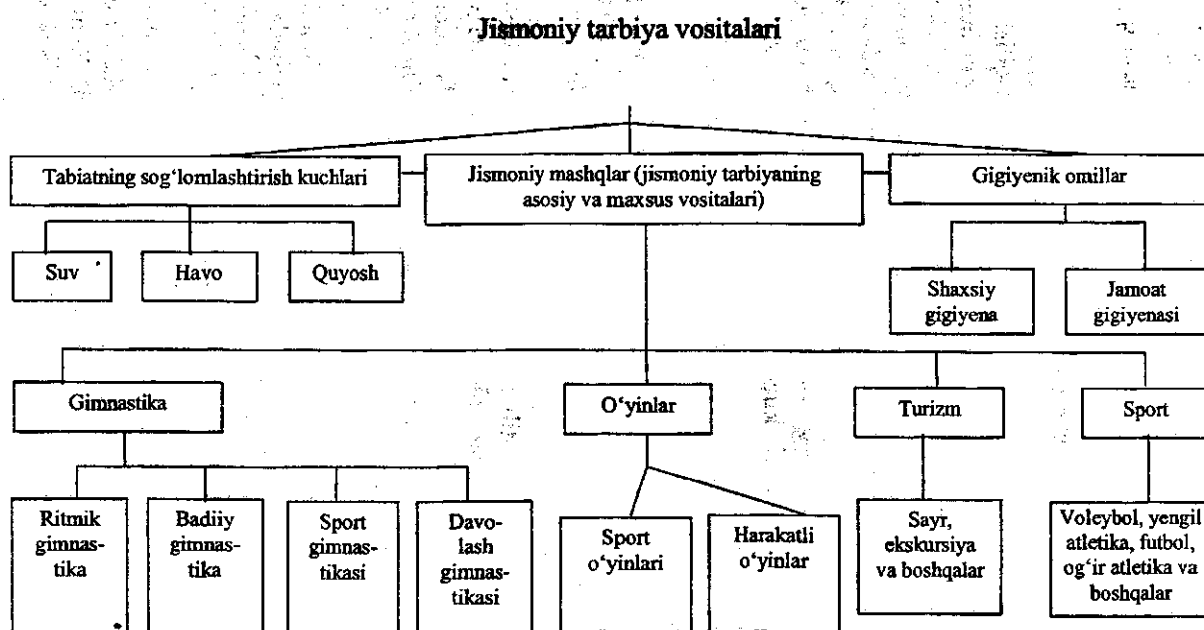 Jismoniy tarbiya vositalari
Tabiatning sog‘lomlashtirish kuchlari
Jismoniy mashqlar (jismoniy tarbiyaning
asosiy va maxsus vositalari)
Gigiyenik omillar
Suv
Havo
Quyosh
Shaxsiy
gigiyena
Jamoat
gigiyenasi
Gimnastika
O‘yinlar
Turizm
Sport
Ritmik
gimnas-
tika
Badiiy
gimnas-
tika
Sport
gimnas-
tikasi
Davo-
lash
gimnas-
tikasi
Sport
o‘yinlari
Harakatli
o‘yinlar
Sayr,
ekskursiya
va boshqalar
Voleybol, yengil
atletika, futbol,
og‘ir atletika va
boshqalar